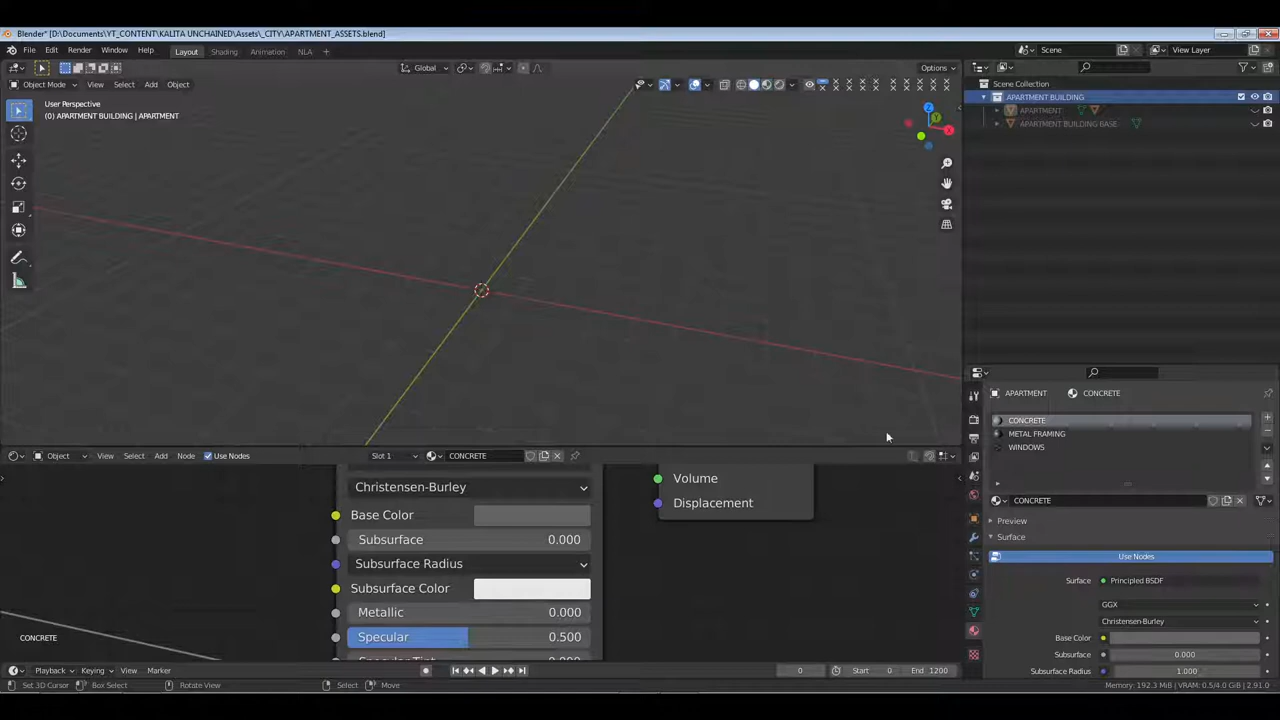 Blender* [D:\Documents\YT_CONTENT\KALITA UNCHAINED\Assets\_CITY\APARTMENT_ASSETS.blend]
File Edit Render Window Help Layout Shading Animation NLA Scene View Layer
Global Options
Object Mode View Select Add Object
User Perspective
(0) APARTMENT BUILDING | APARTMENT
Z
Y
X
Scene Collection
APARTMENT BUILDING
APARTMENT
APARTMENT BUILDING BASE
APARTMENT CONCRETE
CONCRETE
METAL FRAMING
WINDOWS
CONCRETE
Preview
Surface
Use Nodes
Surface Principled BSDF
GGX
Christensen-Burley
Base Color
Subsurface 0.000
Subsurface Radius 1.000
Object View Select Add Node Use Nodes Slot 1 CONCRETE
Christensen-Burley
Base Color
Subsurface 0.000
Subsurface Radius
Subsurface Color
Metallic 0.000
Specular 0.500
Volume
Displacement
CONCRETE
Playback Keying View Marker 0 Start 0 End 1200
Set 3D Cursor Box Select Rotate View Select Move Memory: 192.3 MiB | VRAM: 0.5/4.0 GiB | 2.91.0